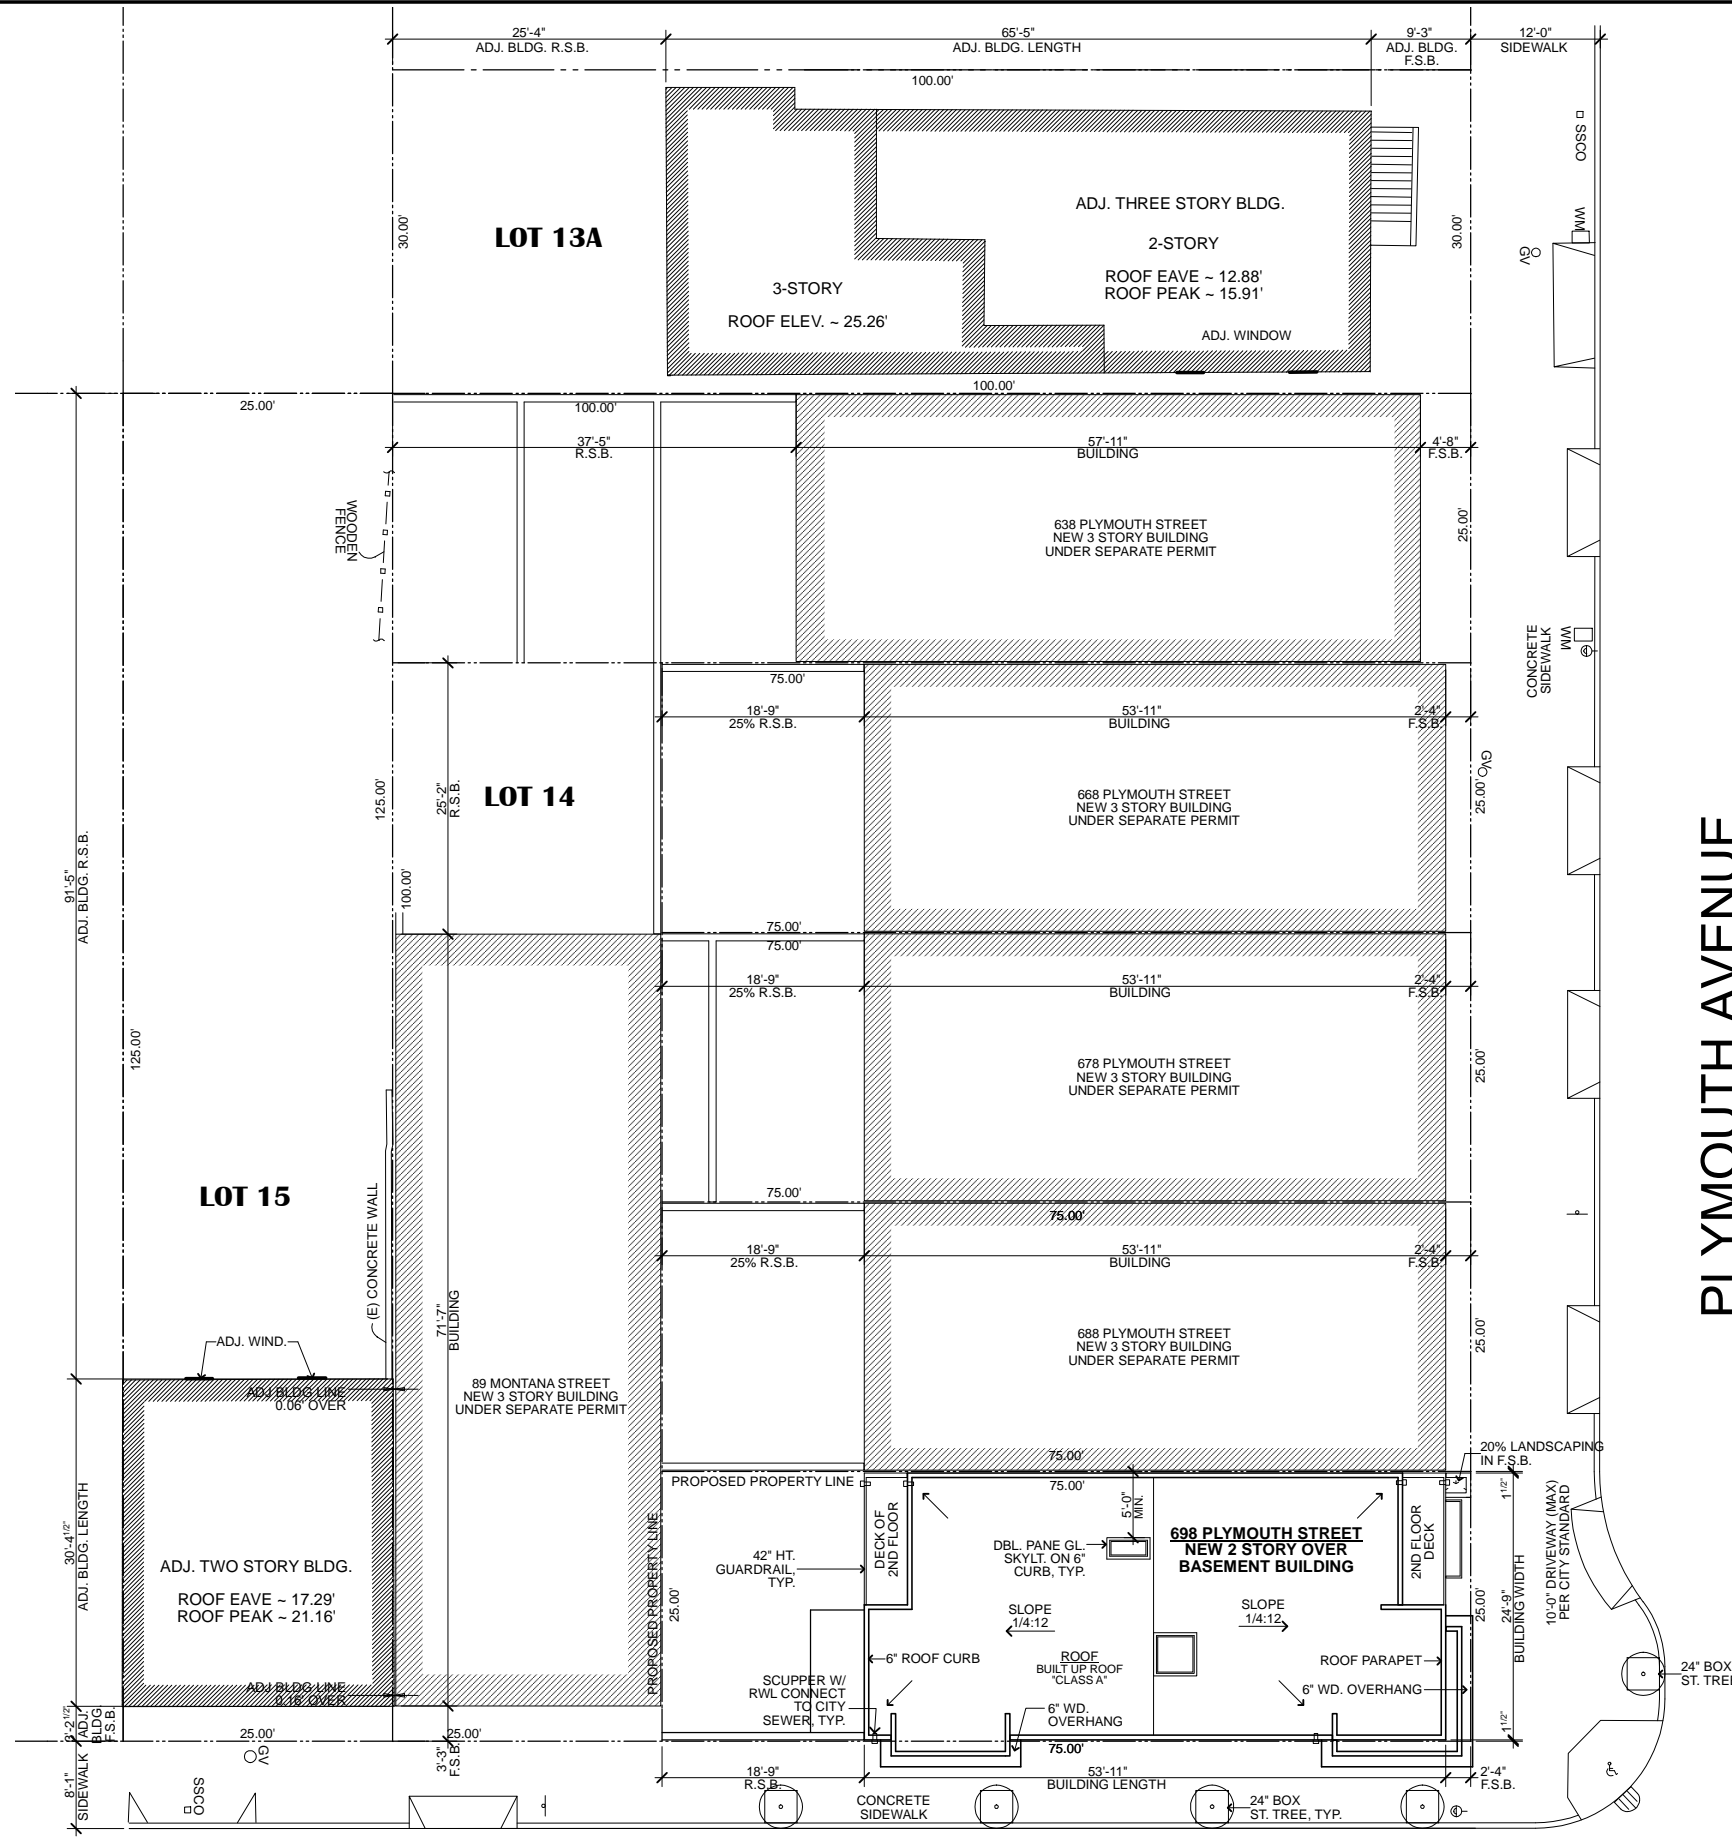 25'-4"
ADJ. BLDG. R.S.B.
65'-5"
ADJ. BLDG. LENGTH
9'-3"
ADJ. BLDG.
F.S.B.
12'-0"
SIDEWALK
100.00'
SSCO
WM
GV
30.00'
LOT 13A
ADJ. THREE STORY BLDG.
2-STORY
ROOF EAVE ~ 12.88'
ROOF PEAK ~ 15.91'
3-STORY
ROOF ELEV. ~ 25.26'
ADJ. WINDOW
30.00'
100.00'
25.00'
100.00'
37'-5"
R.S.B.
57'-11"
BUILDING
4'-8"
F.S.B.
WOODEN
FENCE
638 PLYMOUTH STREET
NEW 3 STORY BUILDING
UNDER SEPARATE PERMIT
25.00'
CONCRETE
SIDEWALK
WM
75.00'
18'-9"
25% R.S.B.
53'-11"
BUILDING
2'-4"
F.S.B.
GV
LOT 14
125.00'
25'-2"
R.S.B.
668 PLYMOUTH STREET
NEW 3 STORY BUILDING
UNDER SEPARATE PERMIT
25.00'
PLYMOUTH AVENUE
91'-5"
ADJ. BLDG. R.S.B.
100.00'
75.00'
75.00'
18'-9"
25% R.S.B.
53'-11"
BUILDING
2'-4"
F.S.B.
125.00'
678 PLYMOUTH STREET
NEW 3 STORY BUILDING
UNDER SEPARATE PERMIT
25.00'
LOT 15
75.00'
75.00'
(E) CONCRETE WALL
18'-9"
25% R.S.B.
53'-11"
BUILDING
2'-4"
F.S.B.
71'-7"
BUILDING
ADJ. WIND.
688 PLYMOUTH STREET
NEW 3 STORY BUILDING
UNDER SEPARATE PERMIT
25.00'
ADJ BLDG LINE
0.06' OVER
89 MONTANA STREET
NEW 3 STORY BUILDING
UNDER SEPARATE PERMIT
75.00'
20% LANDSCAPING
IN F.S.B.
PROPOSED PROPERTY LINE
75.00'
5'-0"
MIN.
1 1/2"
30'-4 1/2"
ADJ. BLDG. LENGTH
ADJ. TWO STORY BLDG.
ROOF EAVE ~ 17.29'
ROOF PEAK ~ 21.16'
PROPOSED PROPERTY LINE
42" HT.
GUARDRAIL,
TYP.
DECK OF
2ND FLOOR
DBL. PANE GL.
SKYLT. ON 6"
CURB, TYP.
698 PLYMOUTH STREET
NEW 2 STORY OVER
BASEMENT BUILDING
2ND FLOOR
DECK
25.00'
24'-9"
BUILDING WIDTH
10'-0" DRIVEWAY (MAX)
PER CITY STANDARD
25.00'
SLOPE
1/4:12
SLOPE
1/4:12
6" ROOF CURB
ROOF
BUILT UP ROOF
"CLASS A"
ROOF PARAPET
6" WD. OVERHANG
24" BOX
ST. TREE
SCUPPER W/
RWL CONNECT
TO CITY
SEWER, TYP.
6" WD.
OVERHANG
1 1/2"
ADJ BLDG LINE
0.16' OVER
3'-2 1/2"
ADJ.
BLDG.
F.S.B.
25.00'
25.00'
3'-3"
F.S.B.
75.00'
GV
8'-1"
SIDEWALK
SSCO
18'-9"
R.S.B.
53'-11"
BUILDING LENGTH
2'-4"
F.S.B.
CONCRETE
SIDEWALK
24" BOX
ST. TREE, TYP.